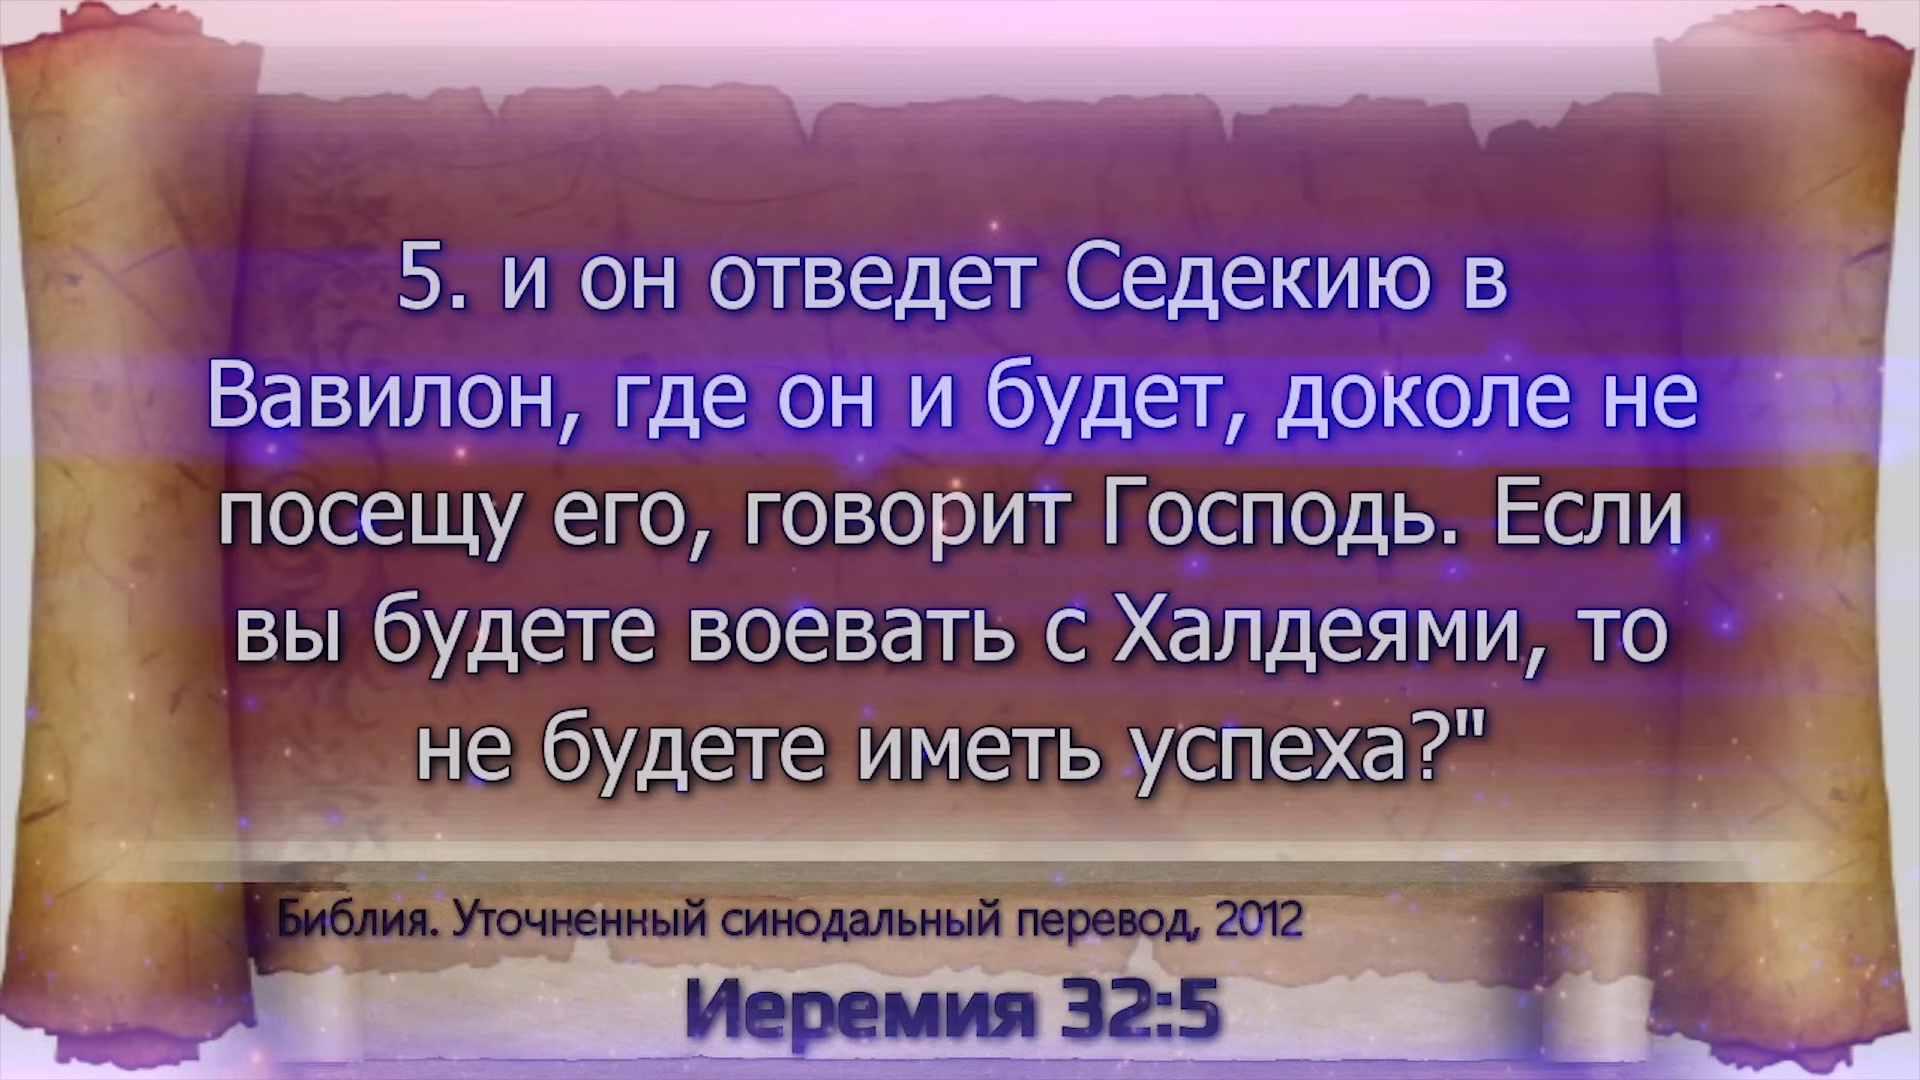 5. и он отведет Седекию в
Вавилон, где он и будет, доколе не
посещу его, говорит Господь. Если
вы будете воевать с Халдеями, то
не будете иметь успеха?"
Библия. Уточненный синодальный перевод, 2012
Иеремия 32:5